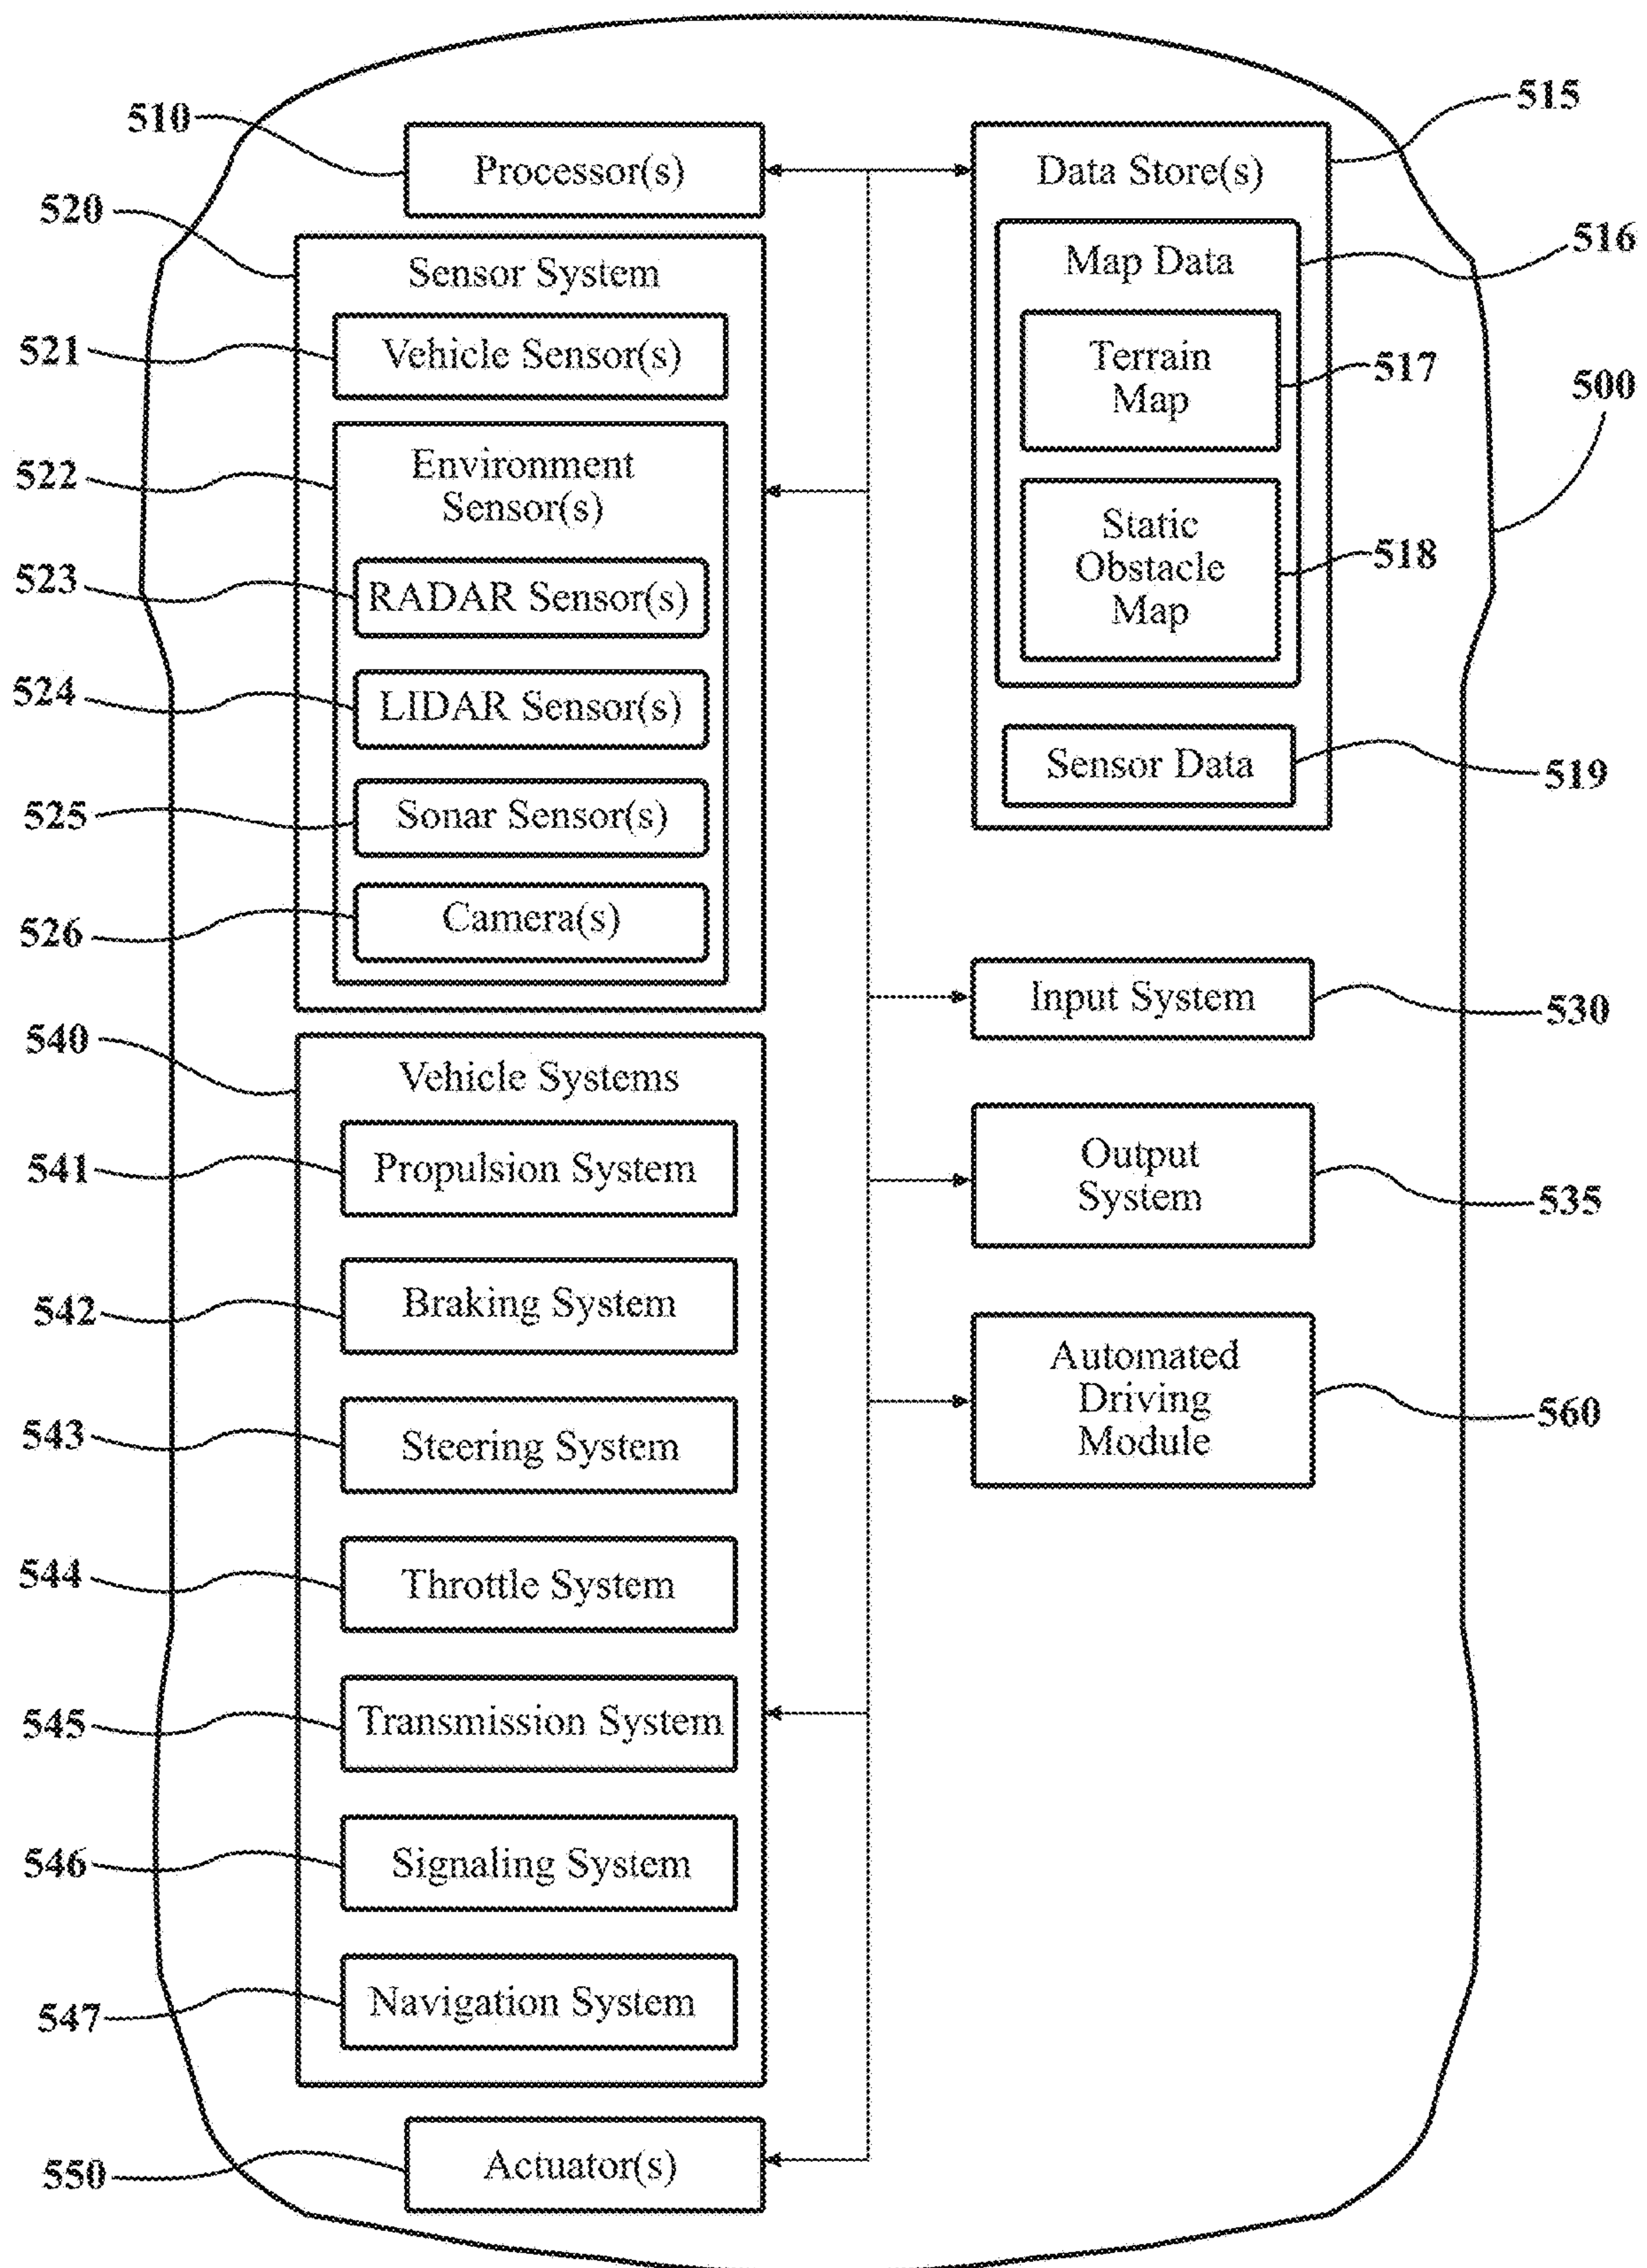 510
Processor(s)
520
Sensor System
521
Vehicle Sensor(s)
522
Environment
Sensor(s)
523
RADAR Sensor(s)
524
LIDAR Sensor(s)
525
Sonar Sensor(s)
526
Camera(s)
540
Vehicle Systems
541
Propulsion System
542
Braking System
543
Steering System
544
Throttle System
545
Transmission System
546
Signaling System
547
Navigation System
550
Actuator(s)
515
Data Store(s)
516
Map Data
Terrain
Map
517
500
Static
Obstacle
Map
518
Sensor Data
519
Input System
530
Output
System
535
Automated
Driving
Module
560